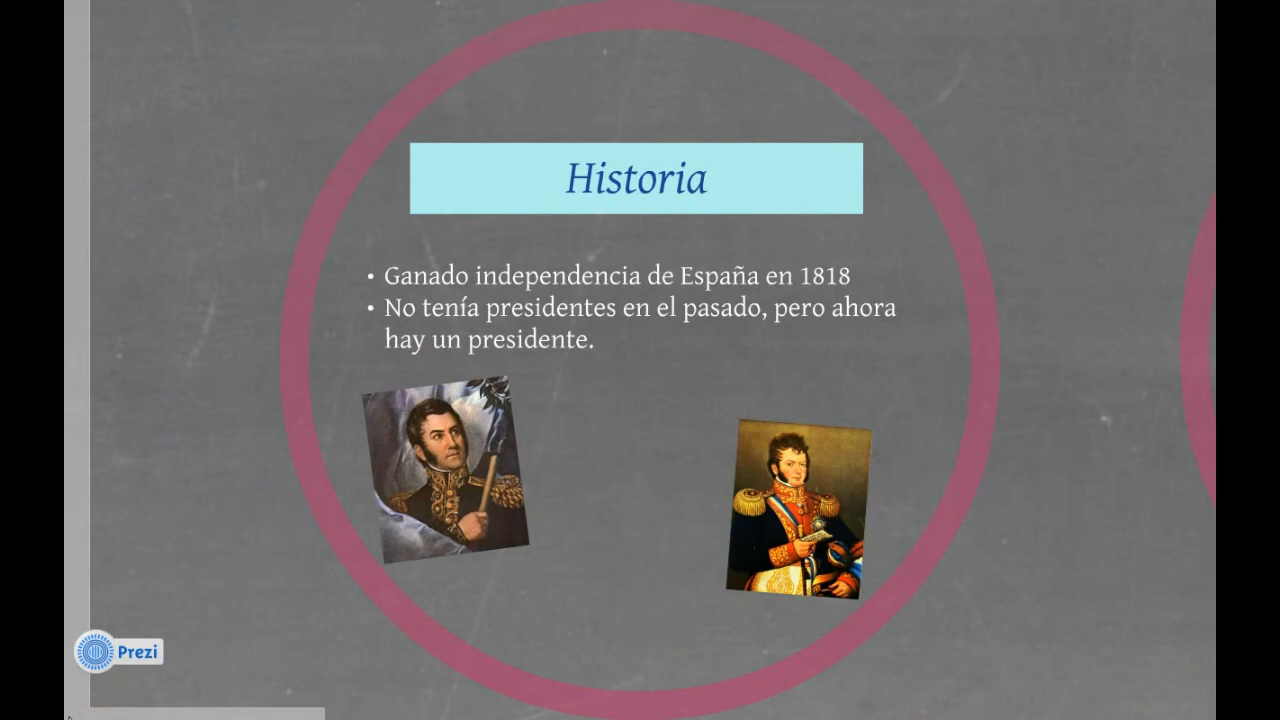 Historia
• Ganado independencia de España en 1818
• No tenía presidentes en el pasado, pero ahora
hay un presidente.
Prezi